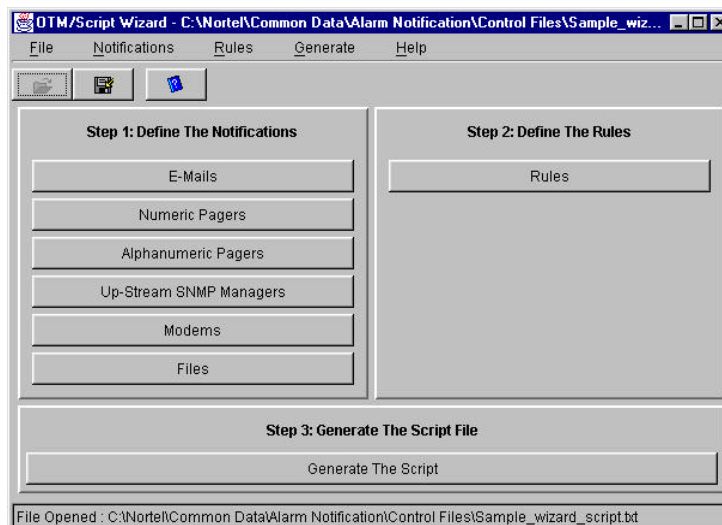 OTM/Script Wizard - C:\Nortel\Common Data\Alarm Notification\Control Files\Sample_wiz...
File Notifications Rules Generate Help
Step 1: Define The Notifications
E-Mails
Numeric Pagers
Alphanumeric Pagers
Up-Stream SNMP Managers
Modems
Files
Step 2: Define The Rules
Rules
Step 3: Generate The Script File
Generate The Script
File Opened : C:\Nortel\Common Data\Alarm Notification\Control Files\Sample_wizard_script.txt